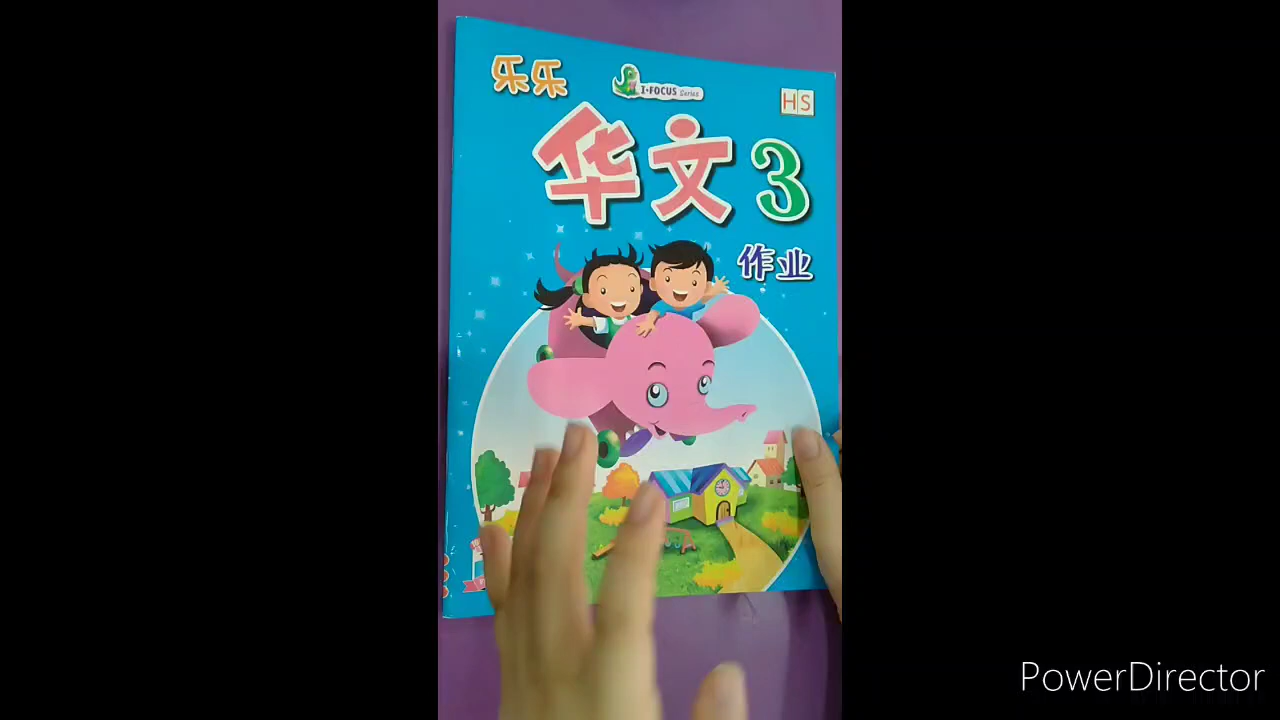 乐乐
I-FOCUS Series
HS
华文 3
作业
PowerDirector